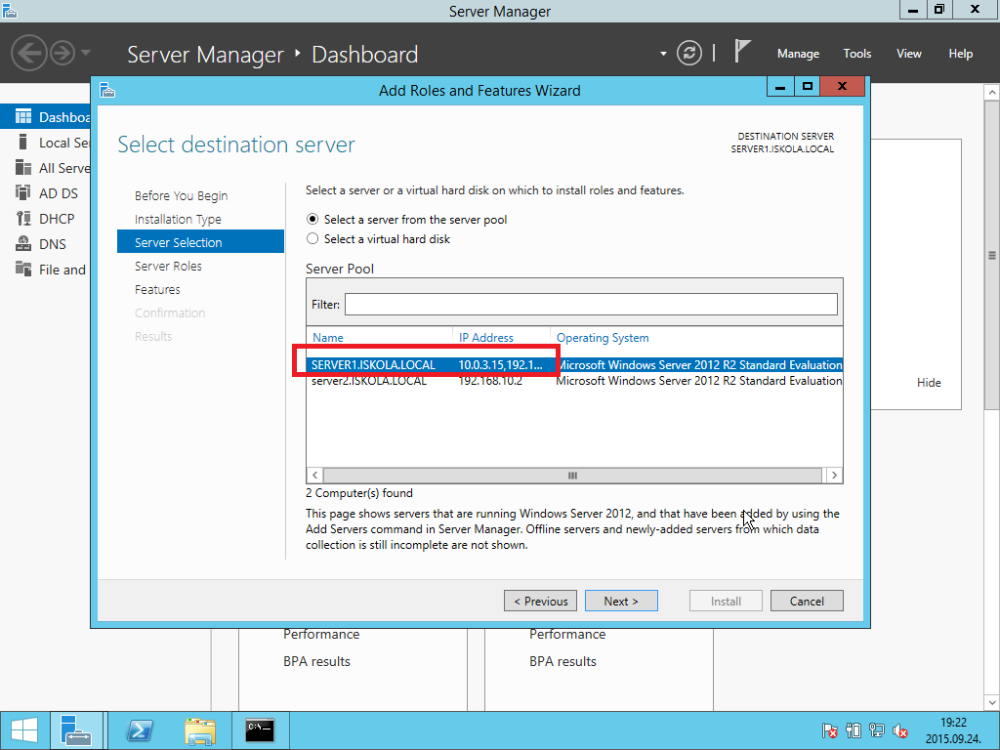 Server Manager
Server Manager ‣ Dashboard
Manage Tools View Help
Add Roles and Features Wizard
Select destination server
DESTINATION SERVER
SERVER1.ISKOLA.LOCAL
Dashboa
Local Ser
All Serve
AD DS
DHCP
DNS
File and
Before You Begin
Installation Type
Server Selection
Server Roles
Features
Confirmation
Results
Select a server or a virtual hard disk on which to install roles and features.
Select a server from the server pool
Select a virtual hard disk
Server Pool
Filter:
Name IP Address Operating System
SERVER1.ISKOLA.LOCAL 10.0.3.15,192.1... Microsoft Windows Server 2012 R2 Standard Evaluation
server2.ISKOLA.LOCAL 192.168.10.2 Microsoft Windows Server 2012 R2 Standard Evaluation
2 Computer(s) found
This page shows servers that are running Windows Server 2012, and that have been added by using the
Add Servers command in Server Manager. Offline servers and newly-added servers from which data
collection is still incomplete are not shown.
< Previous Next > Install Cancel
Hide
Performance Performance
BPA results BPA results
19:22
2015.09.24.